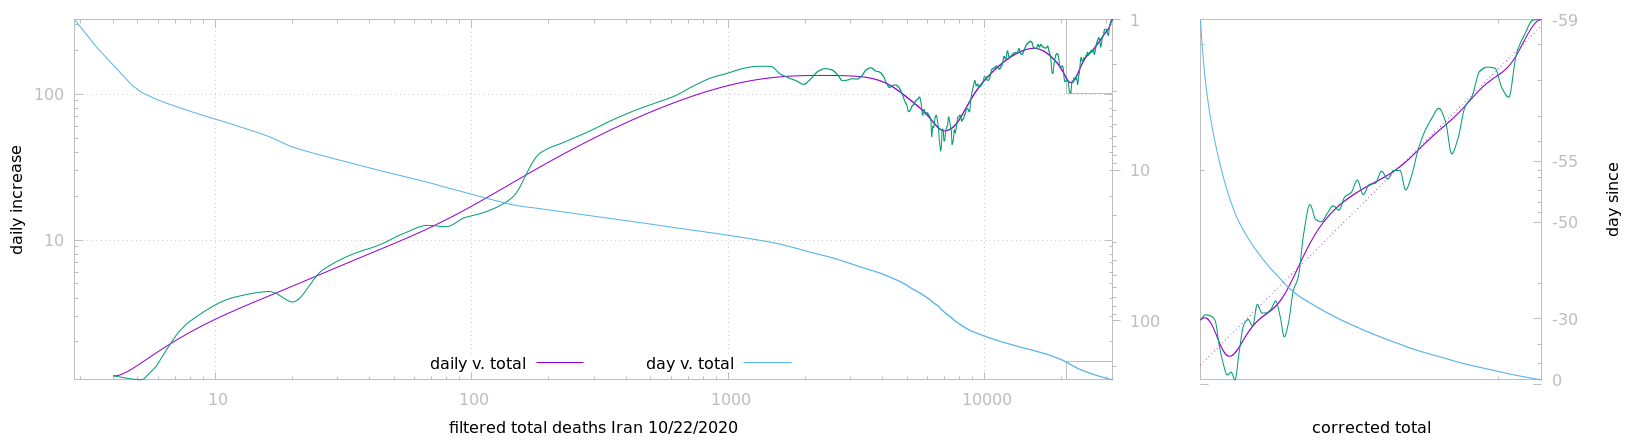 1
-59
100
daily increase
10
-55
day since
-50
10
100
-30
daily v. total
day v. total
0
10
100
1000
10000
filtered total deaths Iran 10/22/2020
corrected total